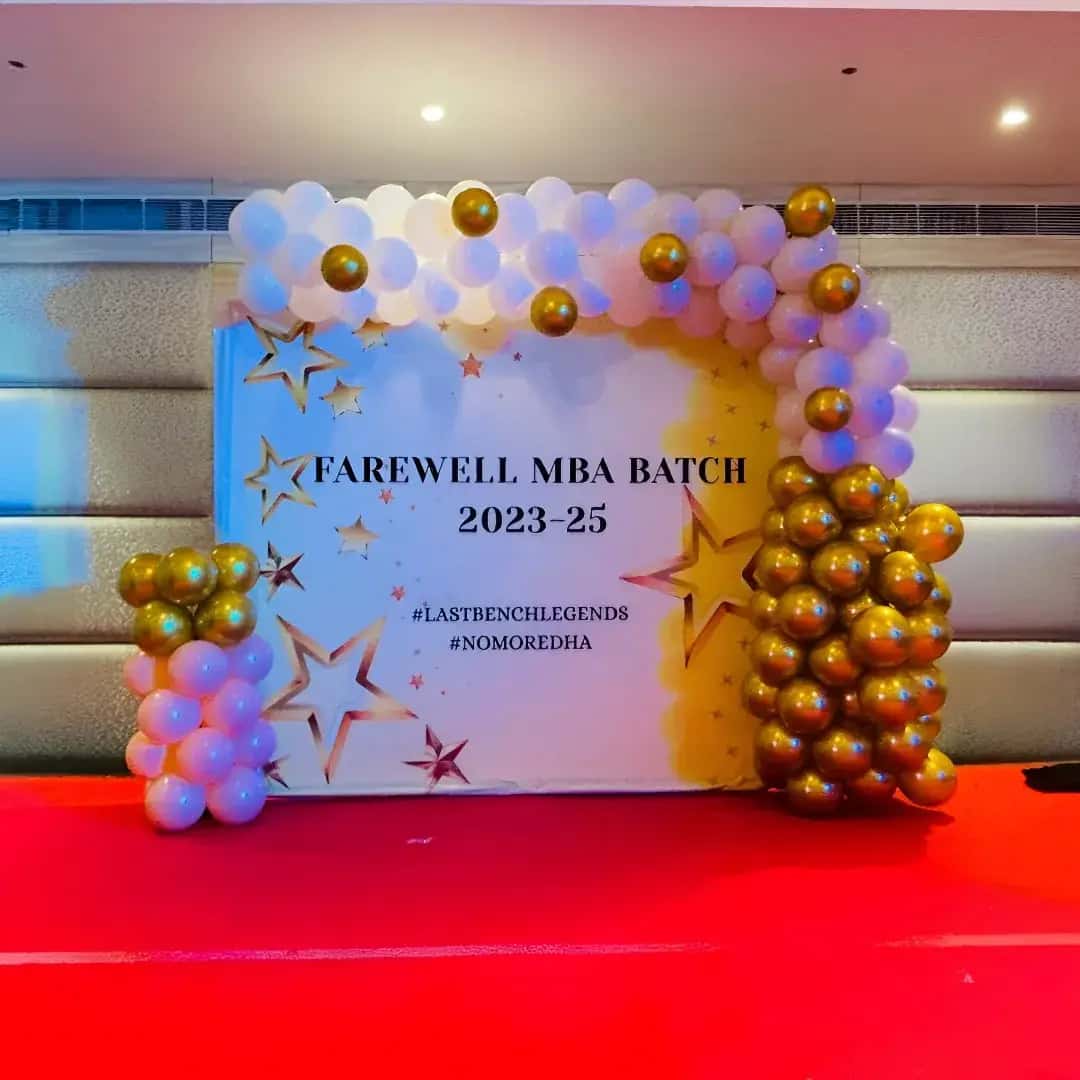 FAREWELL MBA BATCH
2023-25
#LASTBENCHLEGENDS
#NOMOREDHA